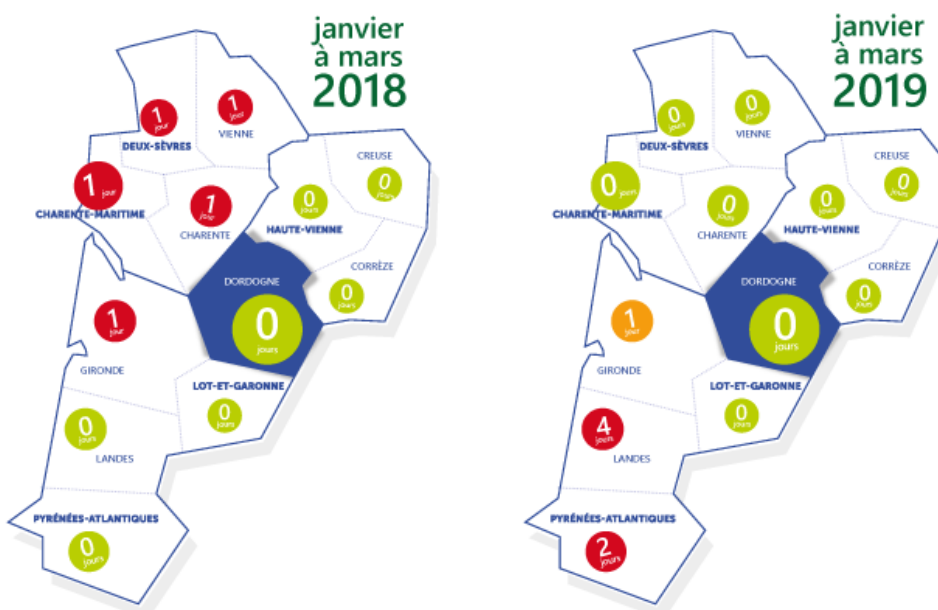 janvier
à mars
2018
1
jour
DEUX-SÈVRES
1
jour
VIENNE
CREUSE
0
jours
1 jour
CHARENTE-MARITIME
1
jour
CHARENTE
0
jours
HAUTE-VIENNE
CORRÈZE
0
jours
DORDOGNE
0
jours
1
jour
GIRONDE
LOT-ET-GARONNE
0
jours
0
jours
LANDES
PYRÉNÉES-ATLANTIQUES
0
jours
janvier
à mars
2019
0
jours
DEUX-SÈVRES
0
jours
VIENNE
CREUSE
0
jours
0 jours
CHARENTE-MARITIME
0
jours
CHARENTE
0
jours
HAUTE-VIENNE
CORRÈZE
0
jours
DORDOGNE
0
jours
1
jour
GIRONDE
LOT-ET-GARONNE
0
jours
4
jours
LANDES
PYRÉNÉES-ATLANTIQUES
2
jours